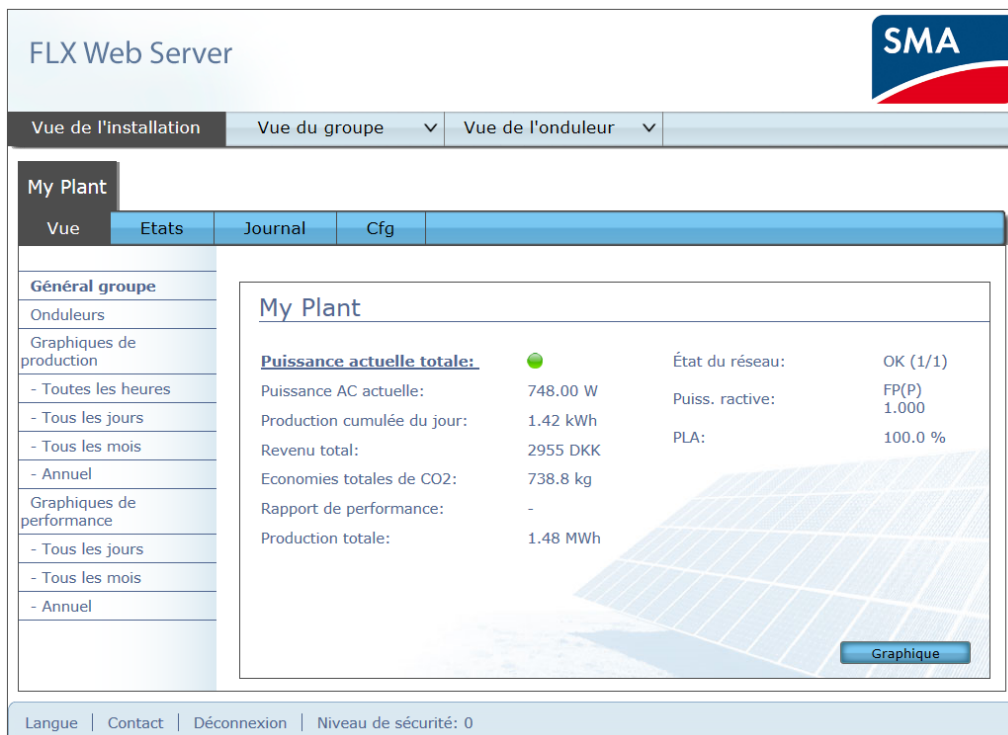 FLX Web Server
SMA
Vue de l'installation
Vue du groupe
Vue de l'onduleur
My Plant
Vue
Etats
Journal
Cfg
Général groupe
Onduleurs
Graphiques de
production
- Toutes les heures
- Tous les jours
- Tous les mois
- Annuel
Graphiques de
performance
- Tous les jours
- Tous les mois
- Annuel
My Plant
Puissance actuelle totale:
Puissance AC actuelle: 748.00 W
Production cumulée du jour: 1.42 kWh
Revenu total: 2955 DKK
Economies totales de CO2: 738.8 kg
Rapport de performance: -
Production totale: 1.48 MWh
État du réseau: OK (1/1)
Puiss. ractive: FP(P)
1.000
PLA: 100.0 %
Graphique
Langue | Contact | Déconnexion | Niveau de sécurité: 0